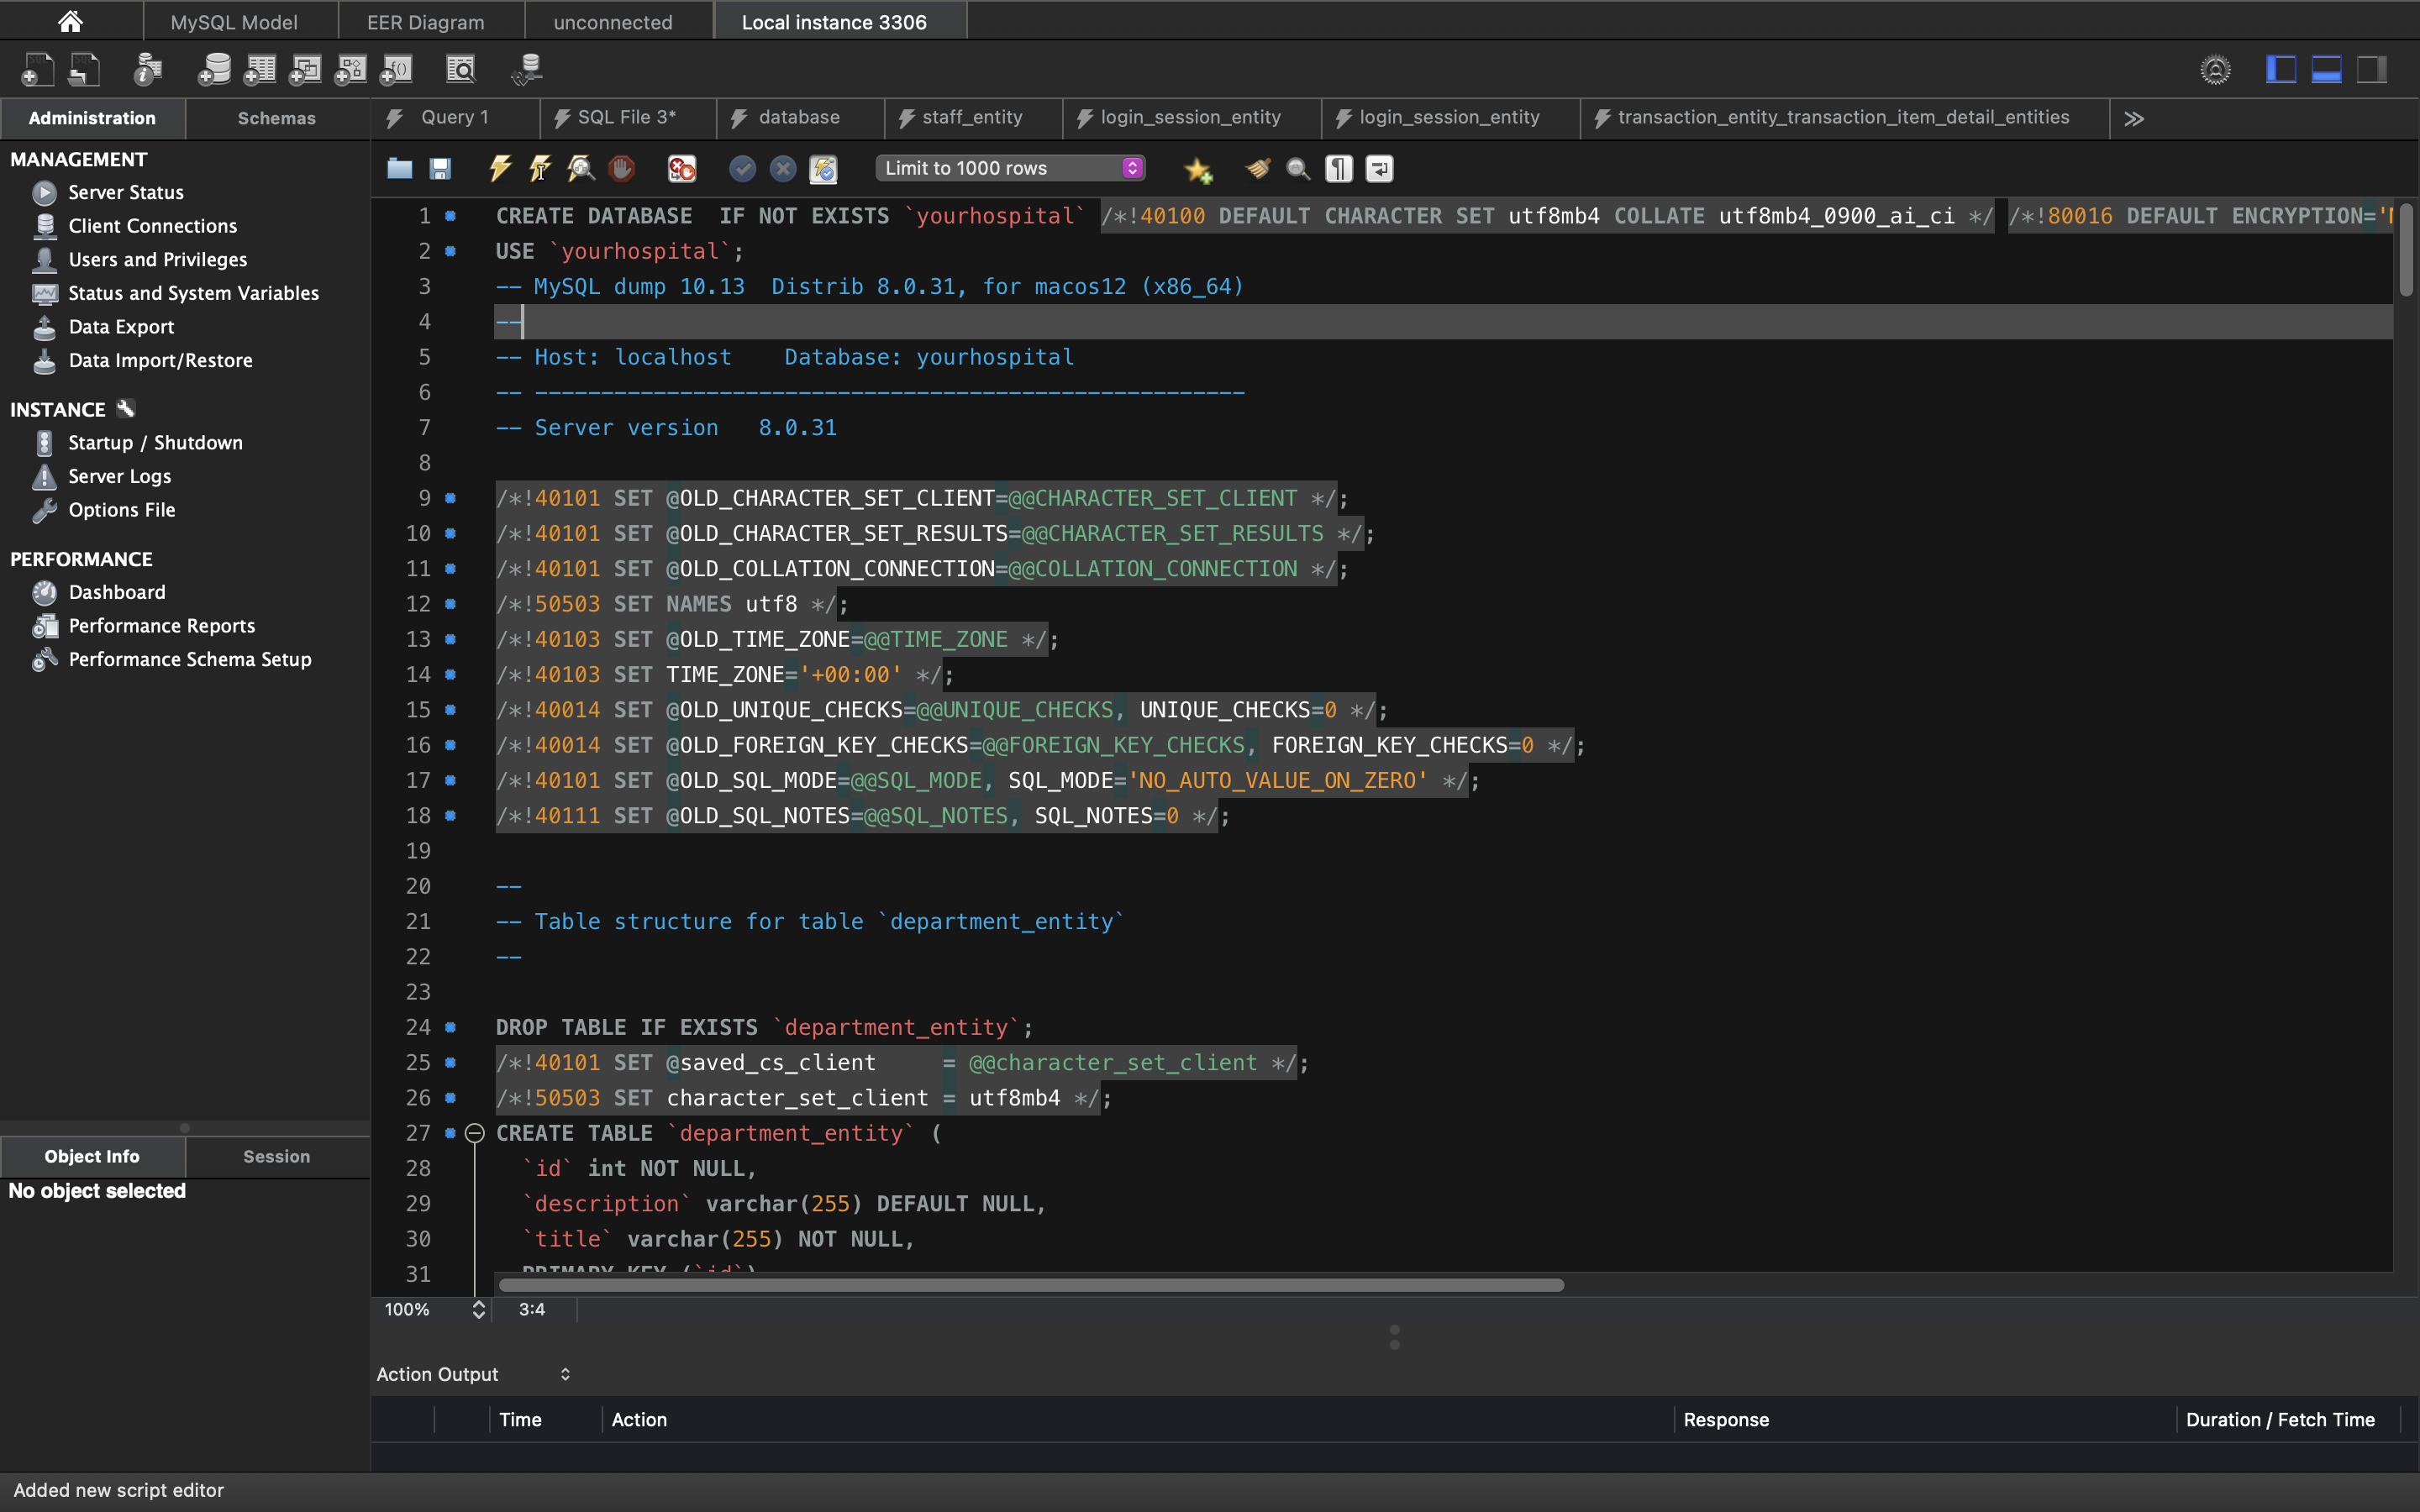 MySQL Model EER Diagram unconnected Local instance 3306
Administration Schemas
Query 1 SQL File 3* database staff_entity login_session_entity login_session_entity transaction_entity_transaction_item_detail_entities
MANAGEMENT
Server Status
Client Connections
Users and Privileges
Status and System Variables
Data Export
Data Import/Restore
INSTANCE
Startup / Shutdown
Server Logs
Options File
PERFORMANCE
Dashboard
Performance Reports
Performance Schema Setup
Object Info Session
No object selected
Limit to 1000 rows
1 CREATE DATABASE  IF NOT EXISTS `yourhospital` /*!40100 DEFAULT CHARACTER SET utf8mb4 COLLATE utf8mb4_0900_ai_ci */ /*!80016 DEFAULT ENCRYPTION='
2 USE `yourhospital`;
3 -- MySQL dump 10.13  Distrib 8.0.31, for macos12 (x86_64)
4 --
5 -- Host: localhost    Database: yourhospital
6 -- ------------------------------------------------------
7 -- Server version   8.0.31
8
9 /*!40101 SET @OLD_CHARACTER_SET_CLIENT=@@CHARACTER_SET_CLIENT */;
10 /*!40101 SET @OLD_CHARACTER_SET_RESULTS=@@CHARACTER_SET_RESULTS */;
11 /*!40101 SET @OLD_COLLATION_CONNECTION=@@COLLATION_CONNECTION */;
12 /*!50503 SET NAMES utf8 */;
13 /*!40103 SET @OLD_TIME_ZONE=@@TIME_ZONE */;
14 /*!40103 SET TIME_ZONE='+00:00' */;
15 /*!40014 SET @OLD_UNIQUE_CHECKS=@@UNIQUE_CHECKS, UNIQUE_CHECKS=0 */;
16 /*!40014 SET @OLD_FOREIGN_KEY_CHECKS=@@FOREIGN_KEY_CHECKS, FOREIGN_KEY_CHECKS=0 */;
17 /*!40101 SET @OLD_SQL_MODE=@@SQL_MODE, SQL_MODE='NO_AUTO_VALUE_ON_ZERO' */;
18 /*!40111 SET @OLD_SQL_NOTES=@@SQL_NOTES, SQL_NOTES=0 */;
19
20 --
21 -- Table structure for table `department_entity`
22 --
23
24 DROP TABLE IF EXISTS `department_entity`;
25 /*!40101 SET @saved_cs_client     = @@character_set_client */;
26 /*!50503 SET character_set_client = utf8mb4 */;
27 CREATE TABLE `department_entity` (
28 `id` int NOT NULL,
29 `description` varchar(255) DEFAULT NULL,
30 `title` varchar(255) NOT NULL,
31 PRIMARY KEY (`id`)
100% 3:4
Action Output
Time Action Response Duration / Fetch Time
Added new script editor